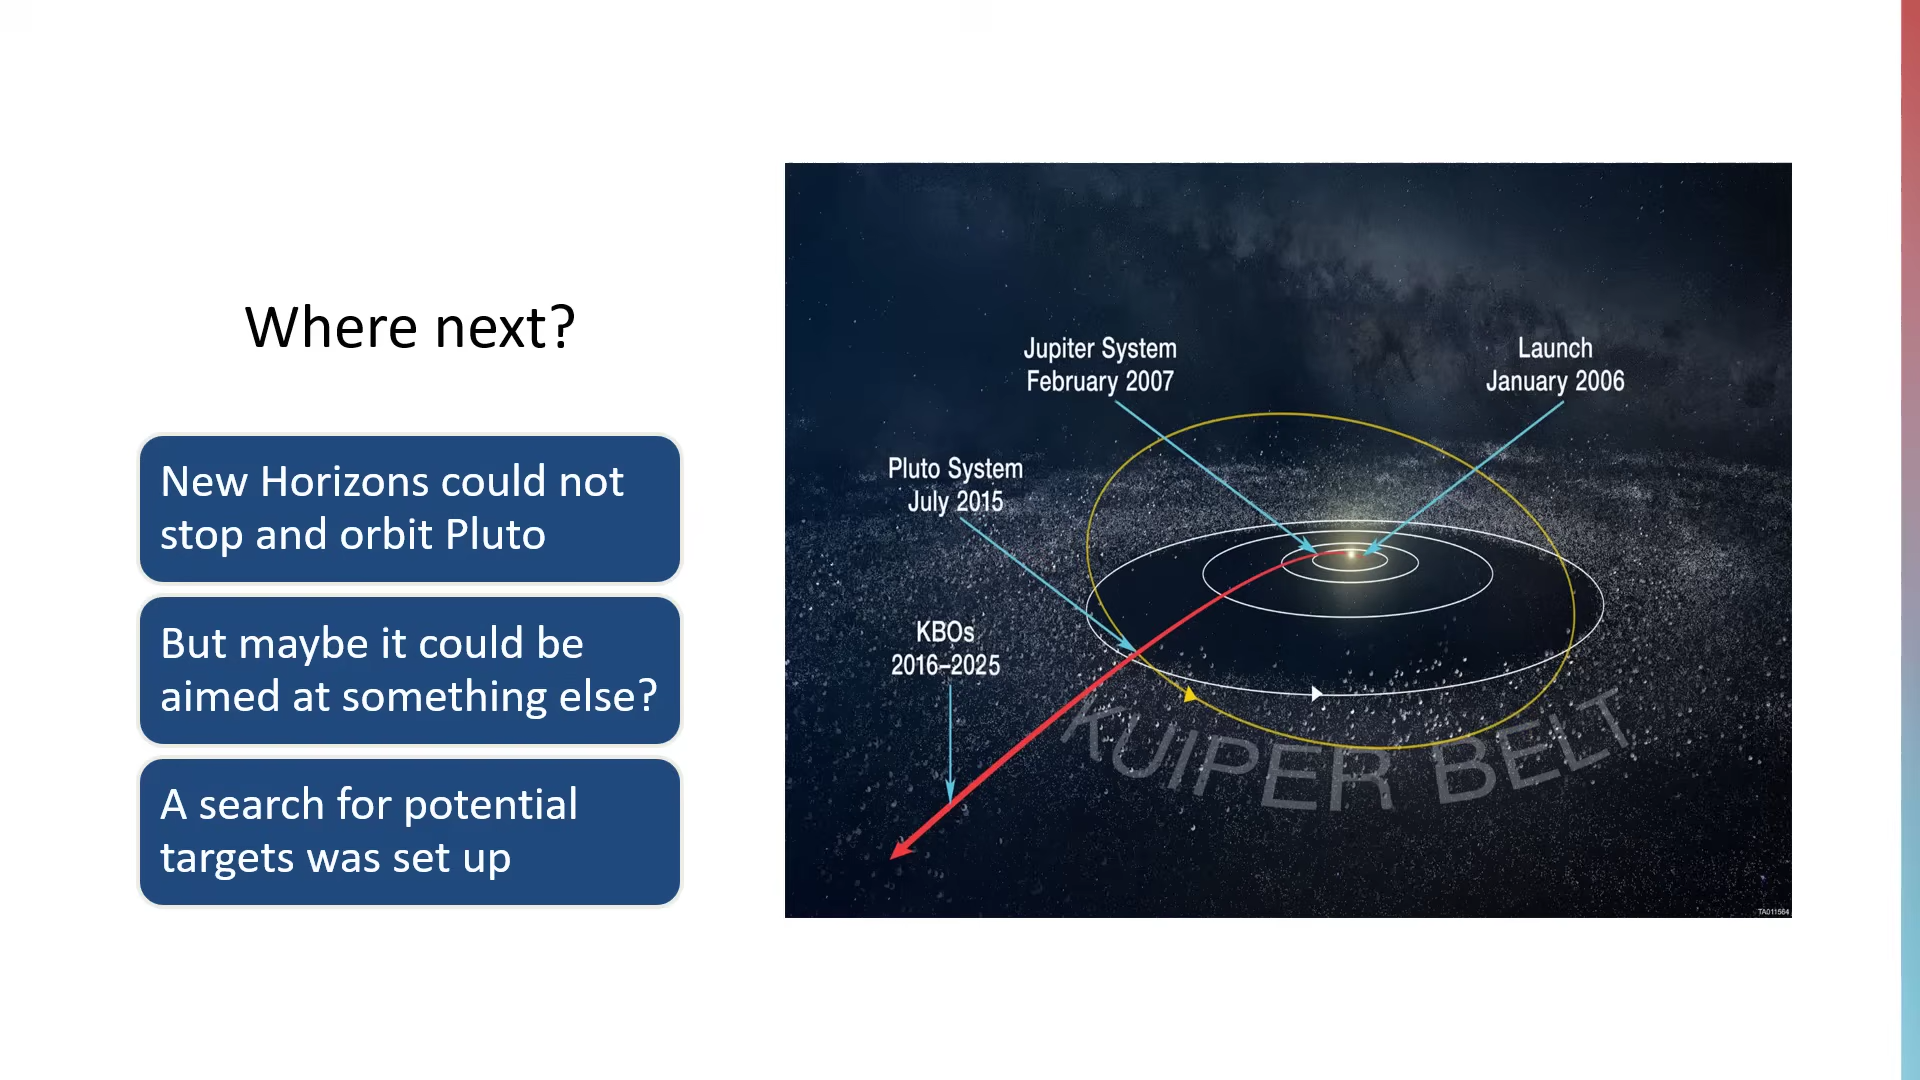 Where next?
New Horizons could not
stop and orbit Pluto
But maybe it could be
aimed at something else?
A search for potential
targets was set up
Jupiter System
February 2007
Launch
January 2006
Pluto System
July 2015
KBOs
2016–2025
KUIPER BELT
TA011564